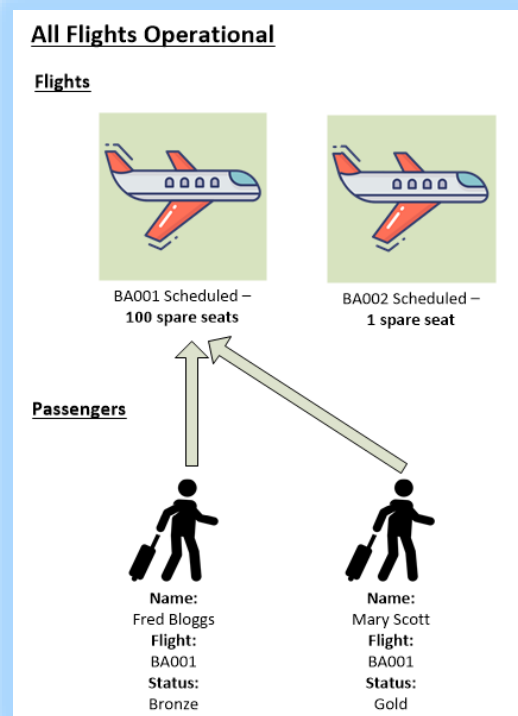 All Flights Operational
Flights
BA001 Scheduled –
100 spare seats
BA002 Scheduled –
1 spare seat
Passengers
Name:
Fred Bloggs
Flight:
BA001
Status:
Bronze
Name:
Mary Scott
Flight:
BA001
Status:
Gold